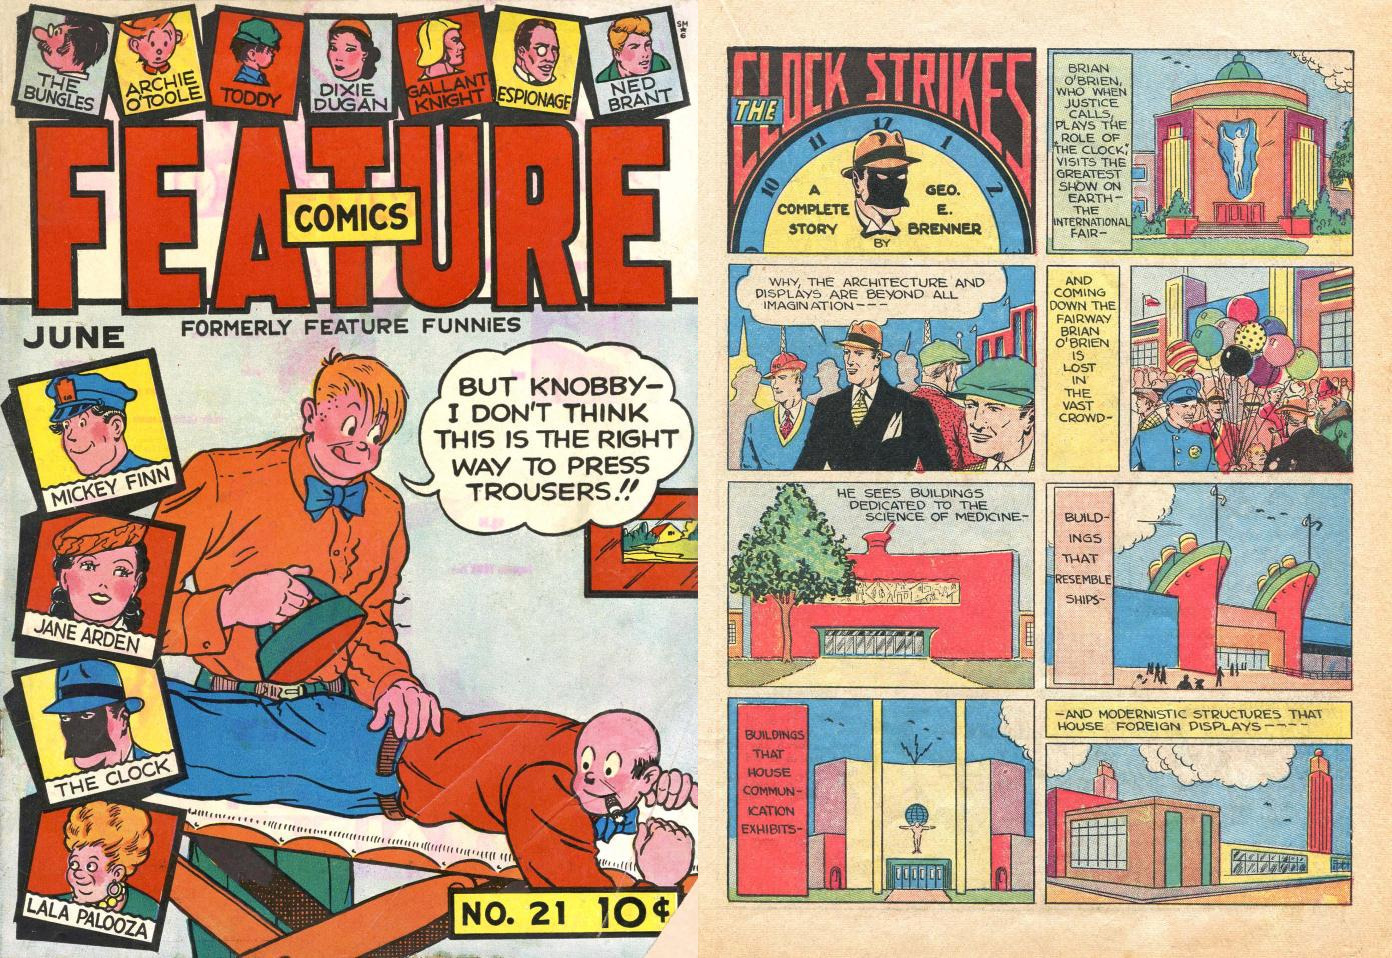 THE
BUNGLES
ARCHIE
O'TOOLE
TODDY
DIXIE
DUGAN
GALLANT
KNIGHT
ESPIONAGE
NED
BRANT
FEATURE
COMICS
JUNE
FORMERLY FEATURE FUNNIES
MICKEY FINN
JANE ARDEN
THE CLOCK
LALA PALOOZA
BUT KNOBBY—
I DON'T THINK
THIS IS THE RIGHT
WAY TO PRESS
TROUSERS.!!
NO. 21 10¢
THE CLOCK STRIKES
10 11 12 1 2
A
COMPLETE
STORY
BY
GEO.
E.
BRENNER
BRIAN
O'BRIEN,
WHO WHEN
JUSTICE
CALLS,
PLAYS THE
ROLE OF
"THE CLOCK,"
VISITS THE
GREATEST
SHOW ON
EARTH—
THE
INTERNATIONAL
FAIR—
WHY, THE ARCHITECTURE AND
DISPLAYS ARE BEYOND ALL
IMAGINATION---
AND
COMING
DOWN THE
FAIRWAY
BRIAN
O'BRIEN
IS
LOST
IN
THE
VAST
CROWD-
HE SEES BUILDINGS
DEDICATED TO THE
SCIENCE OF MEDICINE-
BUILD-
INGS
THAT
RESEMBLE
SHIPS-
BUILDINGS
THAT
HOUSE
COMMUN-
ICATION
EXHIBITS-
-AND MODERNISTIC STRUCTURES THAT
HOUSE FOREIGN DISPLAYS----